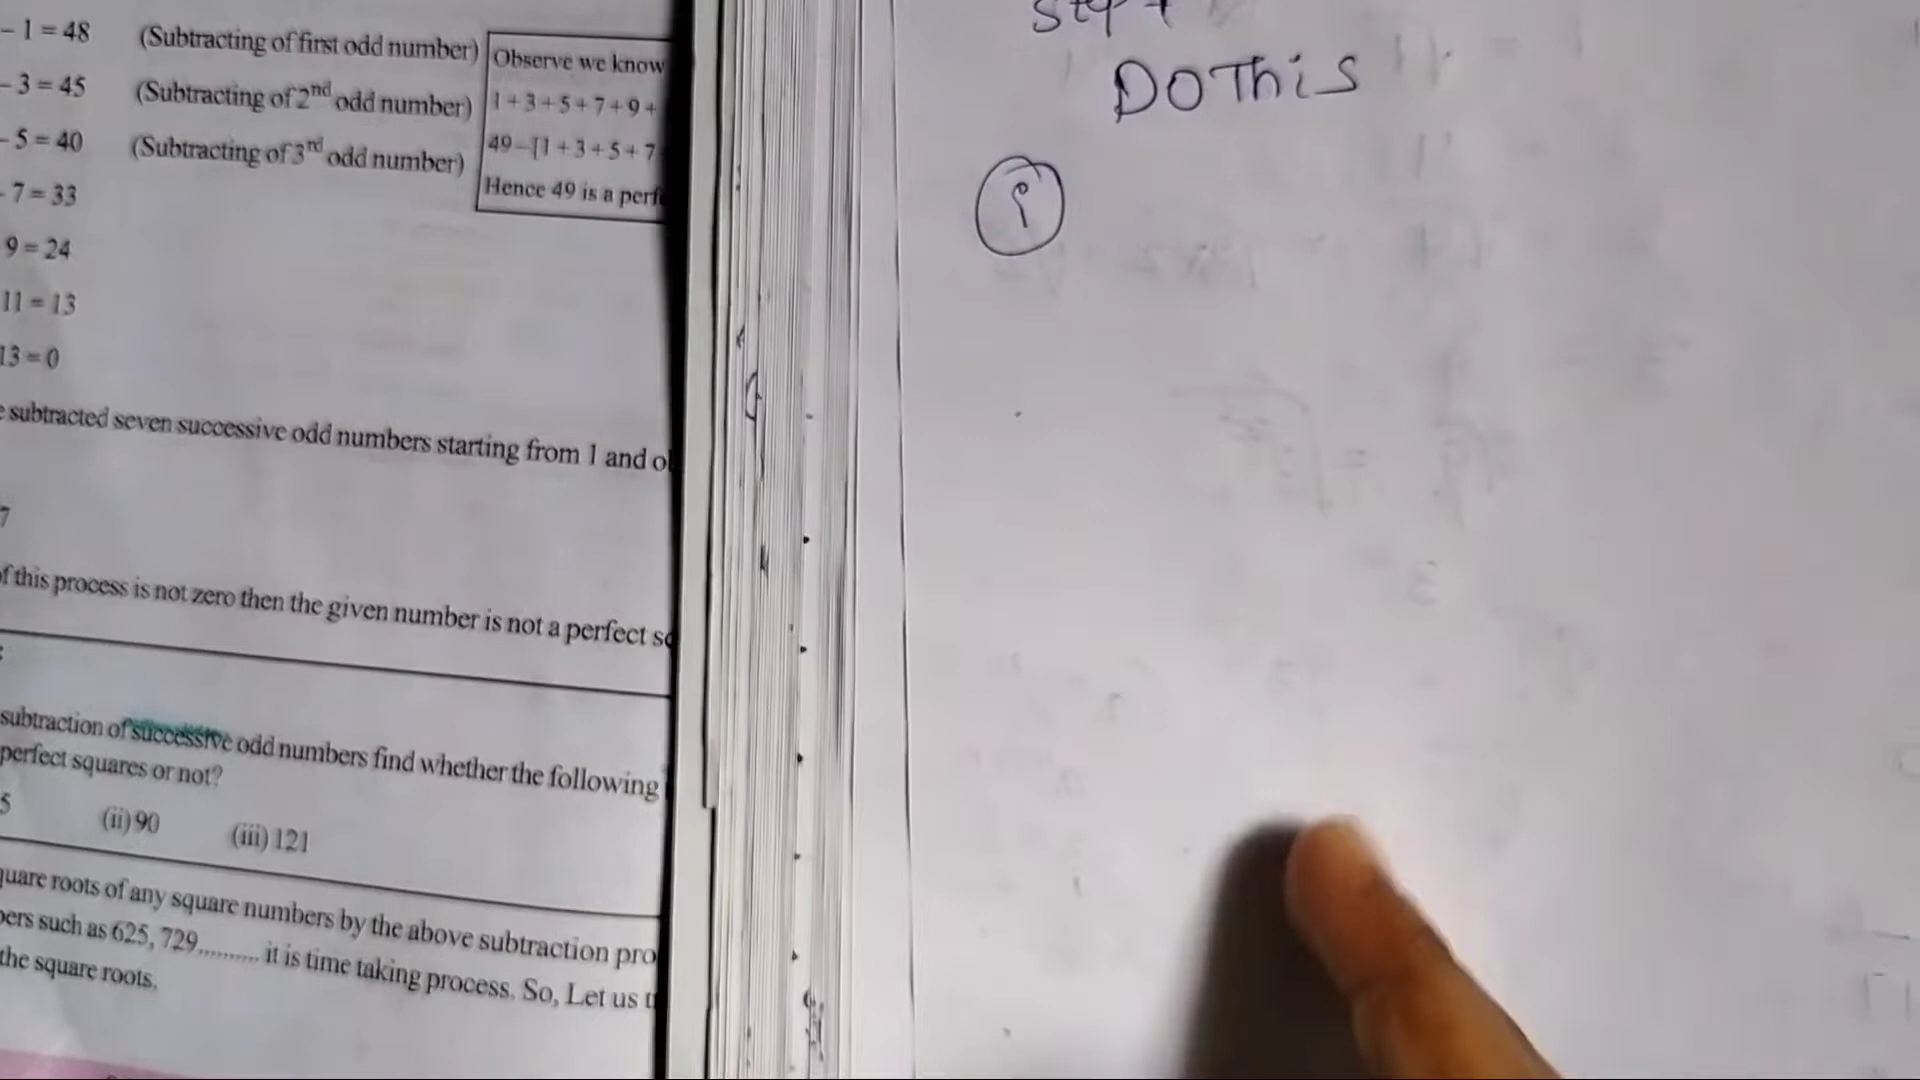 – 1 = 48 (Subtracting of first odd number)
– 3 = 45 (Subtracting of 2nd odd number)
– 5 = 40 (Subtracting of 3rd odd number)
- 7 = 33
9 = 24
11 = 13
13 = 0
Observe we know
1 + 3 + 5 + 7 + 9 +
49 – [1 + 3 + 5 + 7
Hence 49 is a perf
subtracted seven successive odd numbers starting from 1 and
7
f this process is not zero then the given number is not a perfect
subtraction of successive odd numbers find whether the following
perfect squares or not?
5 (ii) 90 (iii) 121
quare roots of any square numbers by the above subtraction pro
bers such as 625, 729.......... it is time taking process. So, Let us
the square roots.
DO This